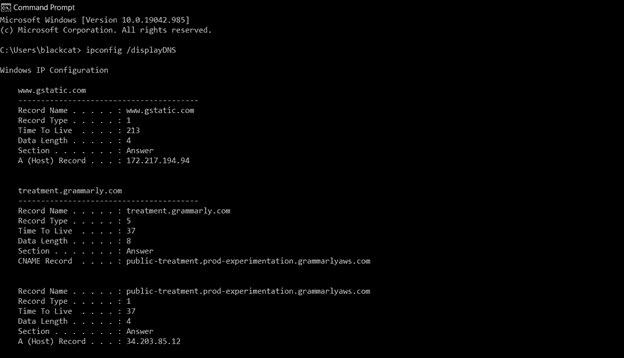 Command Prompt
Microsoft Windows [Version 10.0.19042.985]
(c) Microsoft Corporation. All rights reserved.
C:\Users\blackcat> ipconfig /displayDNS
Windows IP Configuration
www.gstatic.com
----------------------------------------
Record Name . . . . . : www.gstatic.com
Record Type . . . . . : 1
Time To Live  . . . . : 213
Data Length . . . . . : 4
Section . . . . . . . : Answer
A (Host) Record . . . : 172.217.194.94
treatment.grammarly.com
----------------------------------------
Record Name . . . . . : treatment.grammarly.com
Record Type . . . . . : 5
Time To Live  . . . . : 37
Data Length . . . . . : 8
Section . . . . . . . : Answer
CNAME Record  . . . . : public-treatment.prod-experimentation.grammarlyaws.com
Record Name . . . . . : public-treatment.prod-experimentation.grammarlyaws.com
Record Type . . . . . : 1
Time To Live  . . . . : 37
Data Length . . . . . : 4
Section . . . . . . . : Answer
A (Host) Record . . . : 34.203.85.12